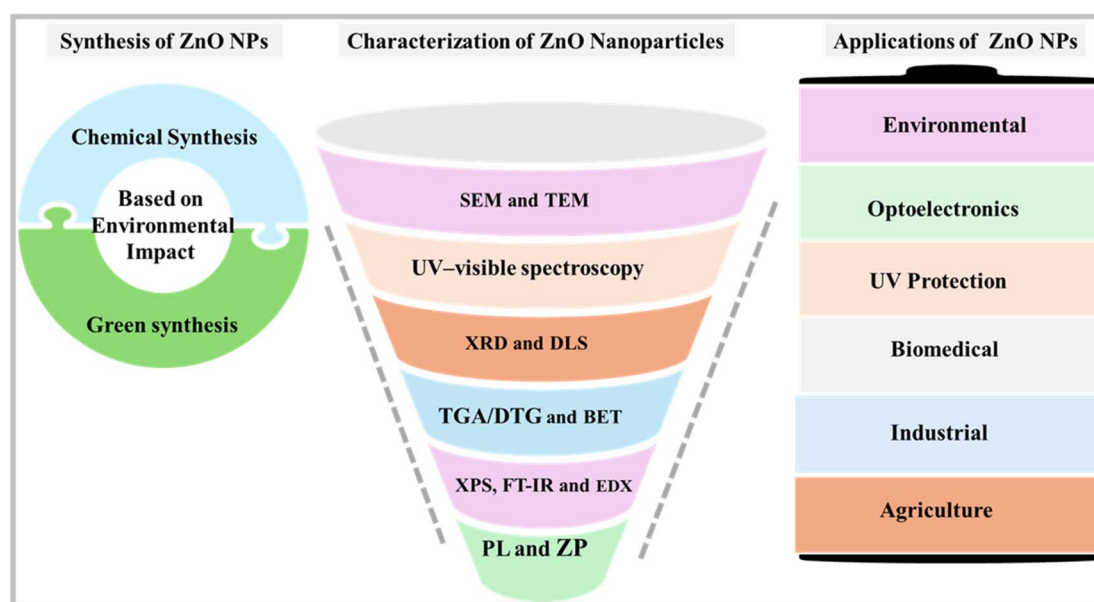 Synthesis of ZnO NPs
Chemical Synthesis
Based on
Environmental
Impact
Green synthesis
Characterization of ZnO Nanoparticles
SEM and TEM
UV–visible spectroscopy
XRD and DLS
TGA/DTG and BET
XPS, FT-IR and EDX
PL and ZP
Applications of ZnO NPs
Environmental
Optoelectronics
UV Protection
Biomedical
Industrial
Agriculture